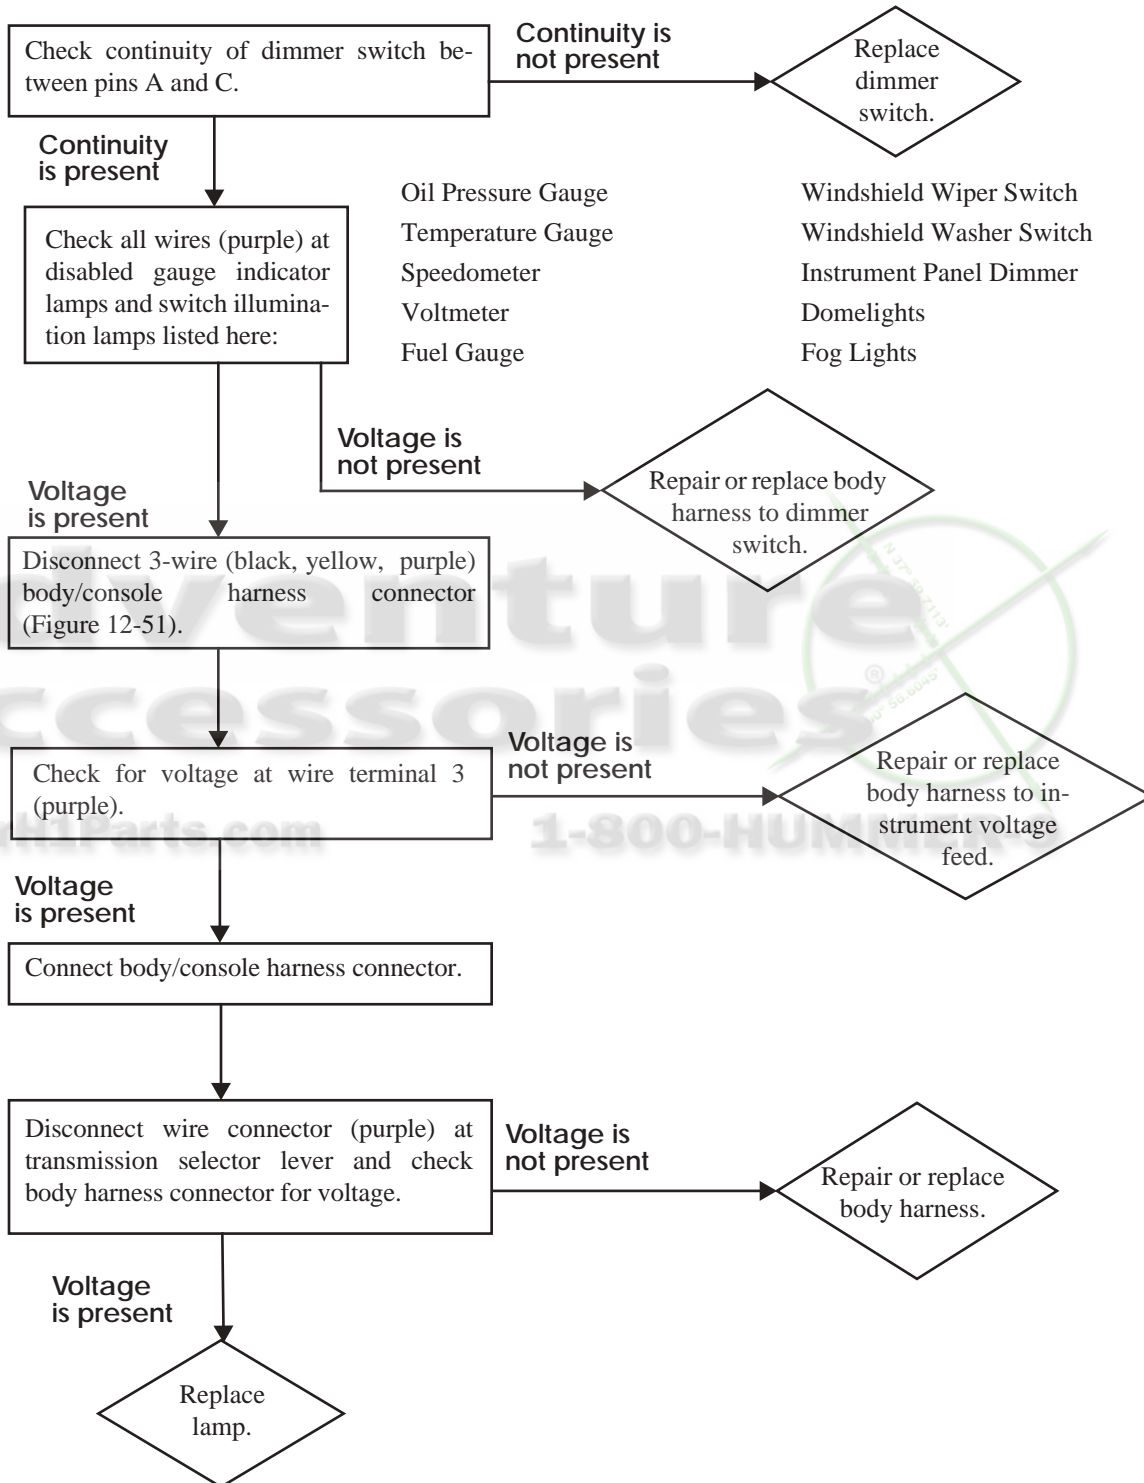 Check continuity of dimmer switch be-
tween pins A and C.
Continuity is
not present
Replace
dimmer
switch.
Continuity
is present
Check all wires (purple) at
disabled gauge indicator
lamps and switch illumina-
tion lamps listed here:
Oil Pressure Gauge
Temperature Gauge
Speedometer
Voltmeter
Fuel Gauge
Windshield Wiper Switch
Windshield Washer Switch
Instrument Panel Dimmer
Domelights
Fog Lights
Voltage is
not present
Repair or replace body
harness to dimmer
switch.
Voltage
is present
Disconnect 3-wire (black, yellow, purple)
body/console harness connector
(Figure 12-51).
dventure
ccessories
®
Check for voltage at wire terminal 3
(purple).
Voltage is
not present
Repair or replace
body harness to in-
strument voltage
feed.
rH1Parts.com
1-800-HUMMER-9
Voltage
is present
Connect body/console harness connector.
Disconnect wire connector (purple) at
transmission selector lever and check
body harness connector for voltage.
Voltage is
not present
Repair or replace
body harness.
Voltage
is present
Replace
lamp.